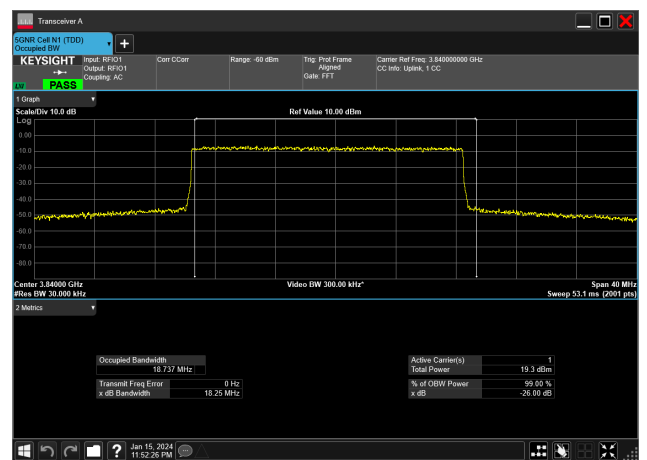 Transceiver A
5GNR Cell N1 (TDD)
Occupied BW
KEYSIGHT
LV PASS
Input: RFIO1
Output: RFIO1
Coupling: AC
Corr CCorr
Range: -60 dBm
Trig: Prot Frame
Aligned
Gate: FFT
Carrier Ref Freq: 3.840000000 GHz
CC Info: Uplink, 1 CC
1 Graph
Scale/Div 10.0 dB
Ref Value 10.00 dBm
Log
0.00
-10.0
-20.0
-30.0
-40.0
-50.0
-60.0
-70.0
-80.0
Center 3.84000 GHz
Video BW 300.00 kHz*
Span 40 MHz
#Res BW 30.000 kHz
Sweep 53.1 ms (2001 pts)
2 Metrics
Occupied Bandwidth
18.737 MHz
Transmit Freq Error 0 Hz
x dB Bandwidth 18.25 MHz
Active Carrier(s) 1
Total Power 19.3 dBm
% of OBW Power 99.00 %
x dB -26.00 dB
Jan 15, 2024
11:52:26 PM